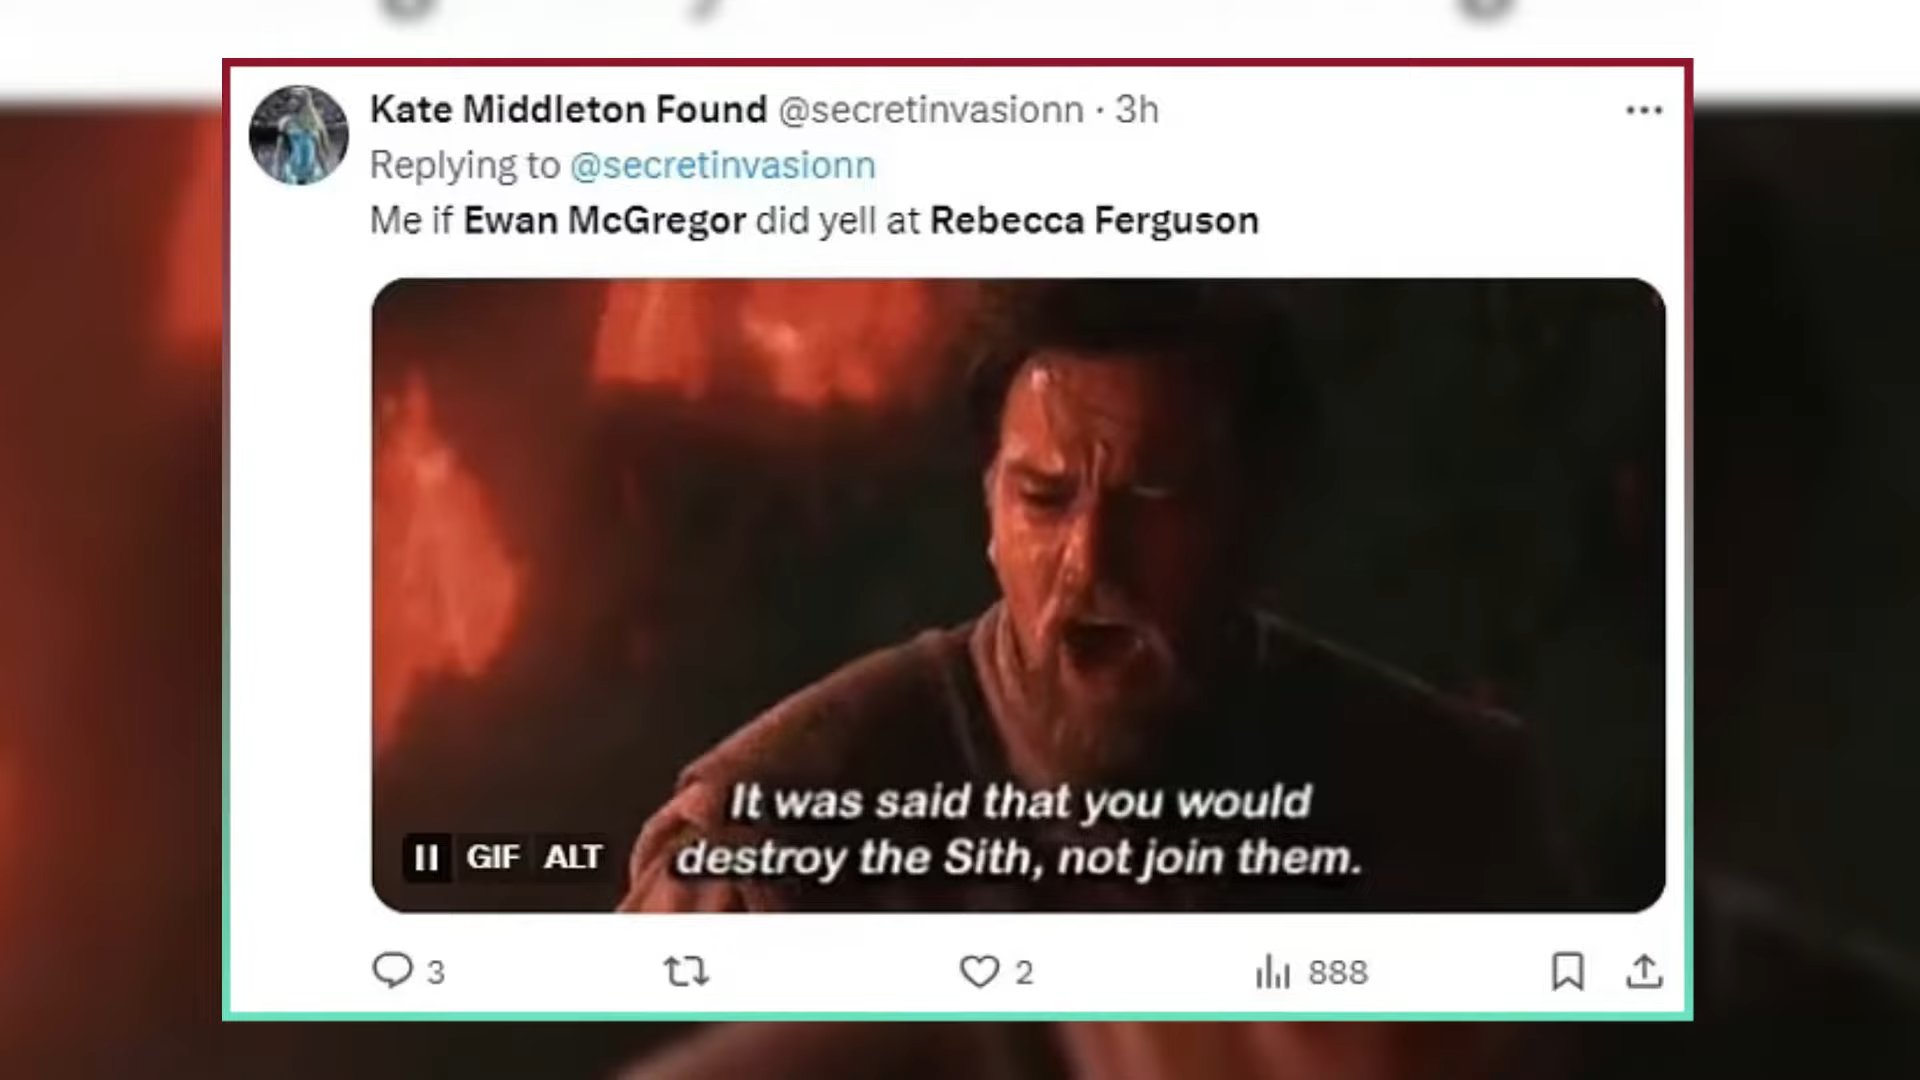 Kate Middleton Found @secretinvasionn · 3h
Replying to @secretinvasionn
Me if Ewan McGregor did yell at Rebecca Ferguson
It was said that you would
destroy the Sith, not join them.
GIF ALT
3 2 888